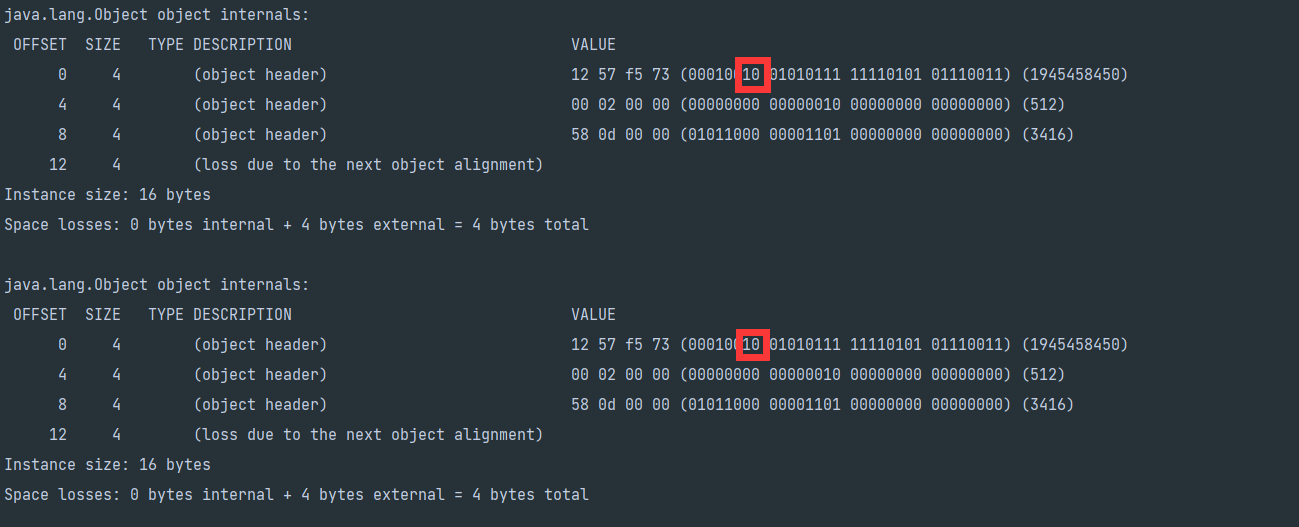 java.lang.Object object internals:
 OFFSET  SIZE   TYPE DESCRIPTION                               VALUE
      0     4        (object header)                           12 57 f5 73 (00010010 01010111 11110101 01110011) (1945458450)
      4     4        (object header)                           00 02 00 00 (00000000 00000010 00000000 00000000) (512)
      8     4        (object header)                           58 0d 00 00 (01011000 00001101 00000000 00000000) (3416)
     12     4        (loss due to the next object alignment)
Instance size: 16 bytes
Space losses: 0 bytes internal + 4 bytes external = 4 bytes total

java.lang.Object object internals:
 OFFSET  SIZE   TYPE DESCRIPTION                               VALUE
      0     4        (object header)                           12 57 f5 73 (00010010 01010111 11110101 01110011) (1945458450)
      4     4        (object header)                           00 02 00 00 (00000000 00000010 00000000 00000000) (512)
      8     4        (object header)                           58 0d 00 00 (01011000 00001101 00000000 00000000) (3416)
     12     4        (loss due to the next object alignment)
Instance size: 16 bytes
Space losses: 0 bytes internal + 4 bytes external = 4 bytes total